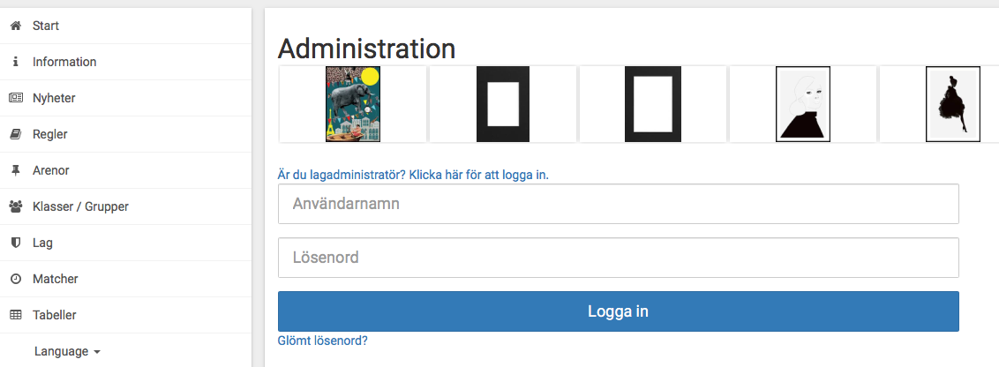 Start
Information
Nyheter
Regler
Arenor
Klasser / Grupper
Lag
Matcher
Tabeller
Language
Administration
Är du lagadministratör? Klicka här för att logga in.
Användarnamn
Lösenord
Logga in
Glömt lösenord?